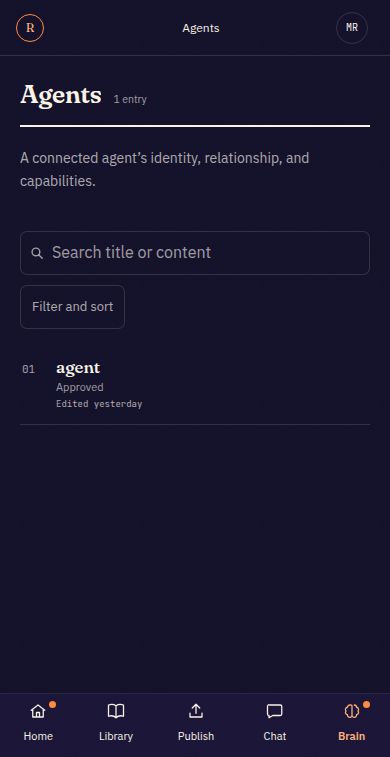 R
Agents
MR
Agents 1 entry
A connected agent’s identity, relationship, and
capabilities.
Search title or content
Filter and sort
01 agent
Approved
Edited yesterday
Home Library Publish Chat Brain